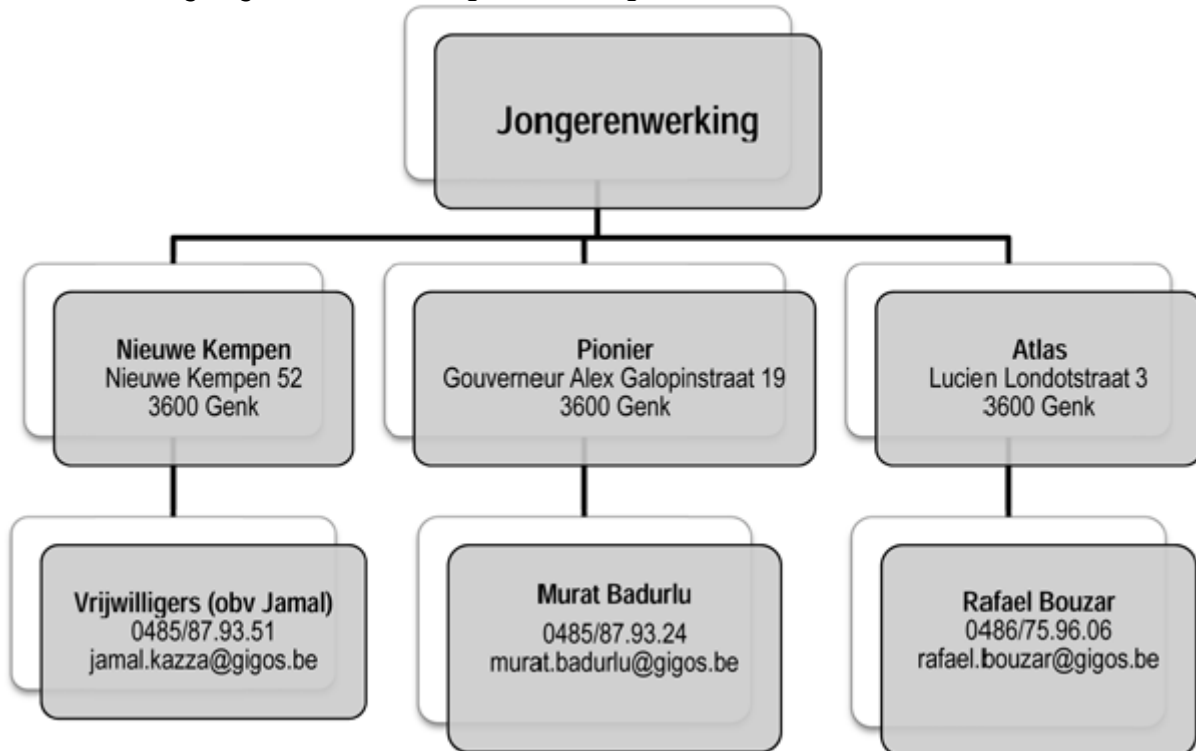 Jongerenwerking
Nieuwe Kempen
Nieuwe Kempen 52
3600 Genk
Pionier
Gouverneur Alex Galopinstraat 19
3600 Genk
Atlas
Lucien Londotstraat 3
3600 Genk
Vrijwilligers (obv Jamal)
0485/87.93.51
jamal.kazza@gigos.be
Murat Badurlu
0485/87.93.24
murat.badurlu@gigos.be
Rafael Bouzar
0486/75.96.06
rafael.bouzar@gigos.be